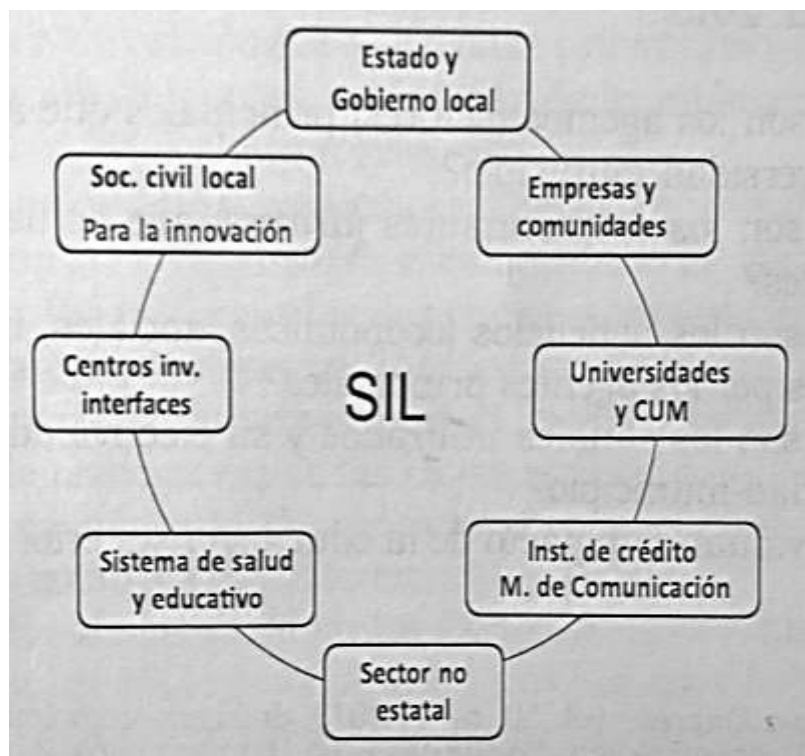 Estado y
Gobierno local
Soc. civil local
Para la innovación
Empresas y
comunidades
Centros inv.
interfaces
SIL
Universidades
y CUM
Sistema de salud
y educativo
Inst. de crédito
M. de Comunicación
Sector no
estatal